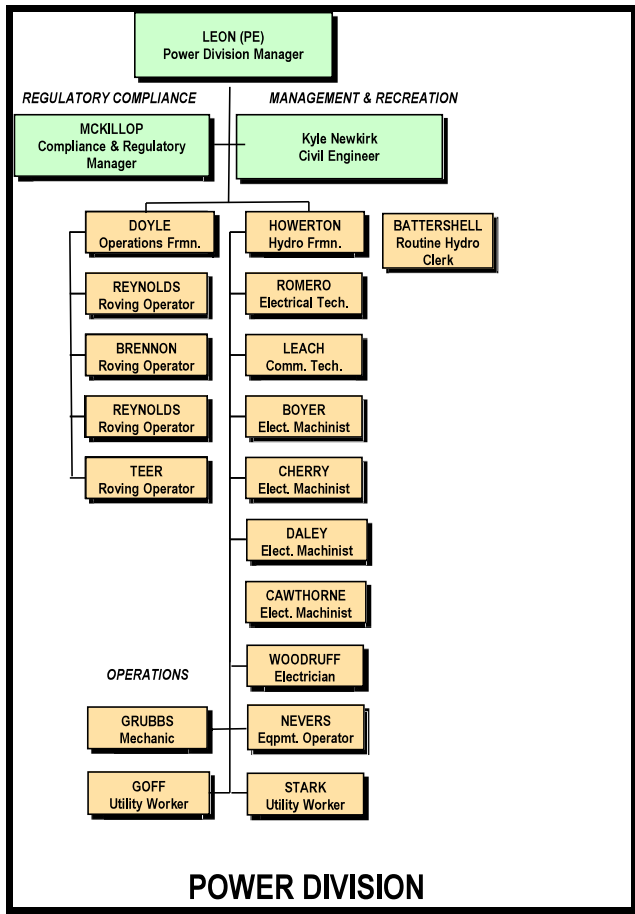 LEON (PE)
Power Division Manager
REGULATORY COMPLIANCE
MANAGEMENT & RECREATION
MCKILLOP
Compliance & Regulatory
Manager
Kyle Newkirk
Civil Engineer
DOYLE
Operations Frmn.
HOWERTON
Hydro Frmn.
BATTERSHELL
Routine Hydro
Clerk
REYNOLDS
Roving Operator
ROMERO
Electrical Tech.
BRENNON
Roving Operator
LEACH
Comm. Tech.
REYNOLDS
Roving Operator
BOYER
Elect. Machinist
TEER
Roving Operator
CHERRY
Elect. Machinist
DALEY
Elect. Machinist
CAWTHORNE
Elect. Machinist
OPERATIONS
WOODRUFF
Electrician
GRUBBS
Mechanic
NEVERS
Eqpmt. Operator
GOFF
Utility Worker
STARK
Utility Worker
POWER DIVISION